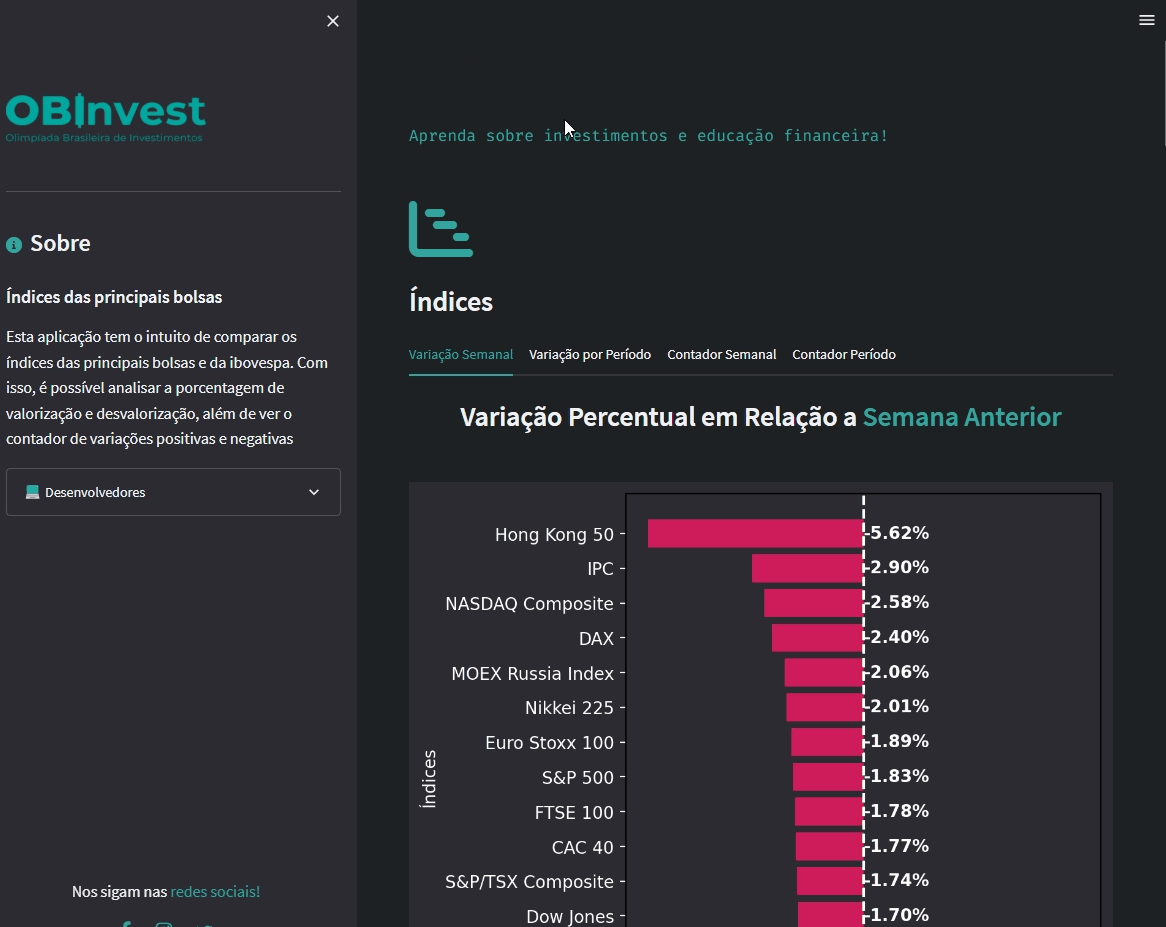 OBInvest
Olimpíada Brasileira de Investimentos
Sobre
Índices das principais bolsas
Esta aplicação tem o intuito de comparar os
índices das principais bolsas e da ibovespa. Com
isso, é possível analisar a porcentagem de
valorização e desvalorização, além de ver o
contador de variações positivas e negativas
Desenvolvedores
Nos sigam nas redes sociais!
Aprenda sobre investimentos e educação financeira!
Índices
Variação Semanal Variação por Período Contador Semanal Contador Período
Variação Percentual em Relação a Semana Anterior
Índices
Hong Kong 50 -5.62%
IPC -2.90%
NASDAQ Composite -2.58%
DAX -2.40%
MOEX Russia Index -2.06%
Nikkei 225 -2.01%
Euro Stoxx 100 -1.89%
S&P 500 -1.83%
FTSE 100 -1.78%
CAC 40 -1.77%
S&P/TSX Composite -1.74%
Dow Jones -1.70%